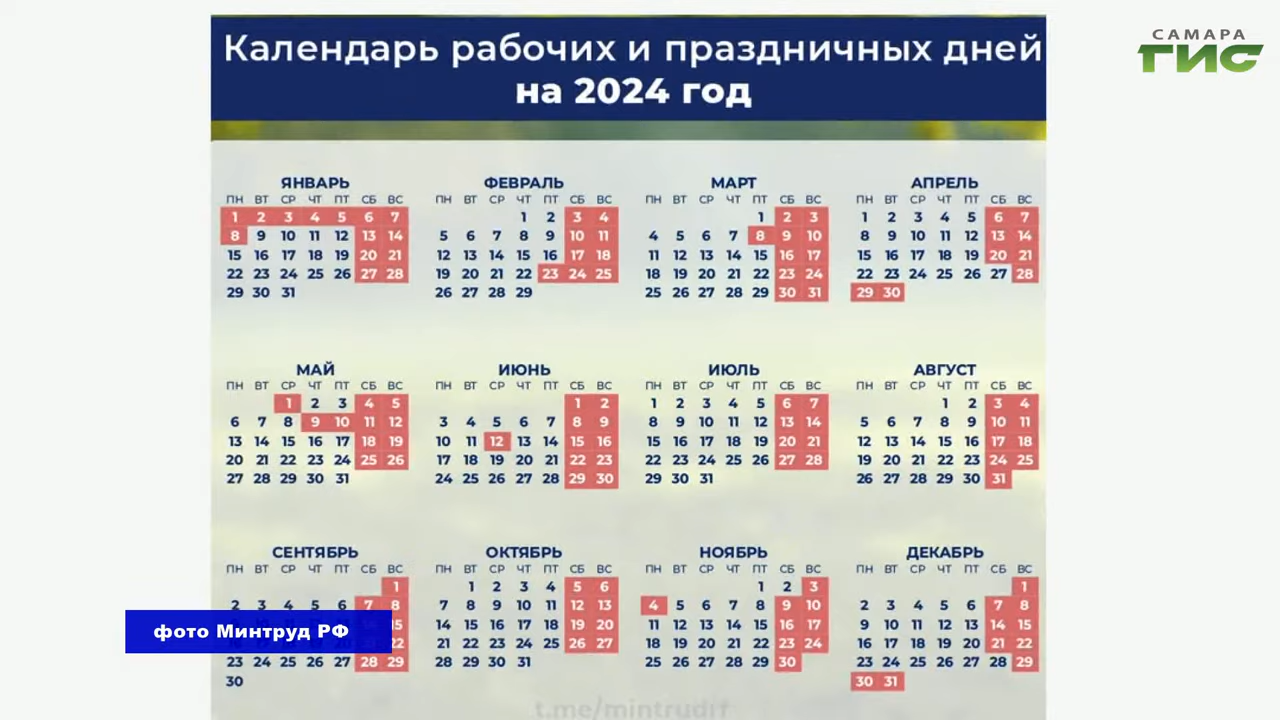 Календарь рабочих и праздничных дней
на 2024 год
САМАРА
ГИС
ЯНВАРЬ
ПН ВТ СР ЧТ ПТ СБ ВС
1 2 3 4 5 6 7
8 9 10 11 12 13 14
15 16 17 18 19 20 21
22 23 24 25 26 27 28
29 30 31
ФЕВРАЛЬ
ПН ВТ СР ЧТ ПТ СБ ВС
1 2 3 4
5 6 7 8 9 10 11
12 13 14 15 16 17 18
19 20 21 22 23 24 25
26 27 28 29
МАРТ
ПН ВТ СР ЧТ ПТ СБ ВС
1 2 3
4 5 6 7 8 9 10
11 12 13 14 15 16 17
18 19 20 21 22 23 24
25 26 27 28 29 30 31
АПРЕЛЬ
ПН ВТ СР ЧТ ПТ СБ ВС
1 2 3 4 5 6 7
8 9 10 11 12 13 14
15 16 17 18 19 20 21
22 23 24 25 26 27 28
29 30
МАЙ
ПН ВТ СР ЧТ ПТ СБ ВС
1 2 3 4 5
6 7 8 9 10 11 12
13 14 15 16 17 18 19
20 21 22 23 24 25 26
27 28 29 30 31
ИЮНЬ
ПН ВТ СР ЧТ ПТ СБ ВС
1 2
3 4 5 6 7 8 9
10 11 12 13 14 15 16
17 18 19 20 21 22 23
24 25 26 27 28 29 30
ИЮЛЬ
ПН ВТ СР ЧТ ПТ СБ ВС
1 2 3 4 5 6 7
8 9 10 11 12 13 14
15 16 17 18 19 20 21
22 23 24 25 26 27 28
29 30 31
АВГУСТ
ПН ВТ СР ЧТ ПТ СБ ВС
1 2 3 4
5 6 7 8 9 10 11
12 13 14 15 16 17 18
19 20 21 22 23 24 25
26 27 28 29 30 31
СЕНТЯБРЬ
ПН ВТ СР ЧТ ПТ СБ ВС
1
2 3 4 5 6 7 8
15
22
23 24 25 26 27 28 29
30
ОКТЯБРЬ
ПН ВТ СР ЧТ ПТ СБ ВС
1 2 3 4 5 6
7 8 9 10 11 12 13
14 15 16 17 18 19 20
21 22 23 24 25 26 27
28 29 30 31
НОЯБРЬ
ПН ВТ СР ЧТ ПТ СБ ВС
1 2 3
4 5 6 7 8 9 10
11 12 13 14 15 16 17
18 19 20 21 22 23 24
25 26 27 28 29 30
ДЕКАБРЬ
ПН ВТ СР ЧТ ПТ СБ ВС
1
2 3 4 5 6 7 8
9 10 11 12 13 14 15
16 17 18 19 20 21 22
23 24 25 26 27 28 29
30 31
фото Минтруд РФ
t.me/mintrudrf